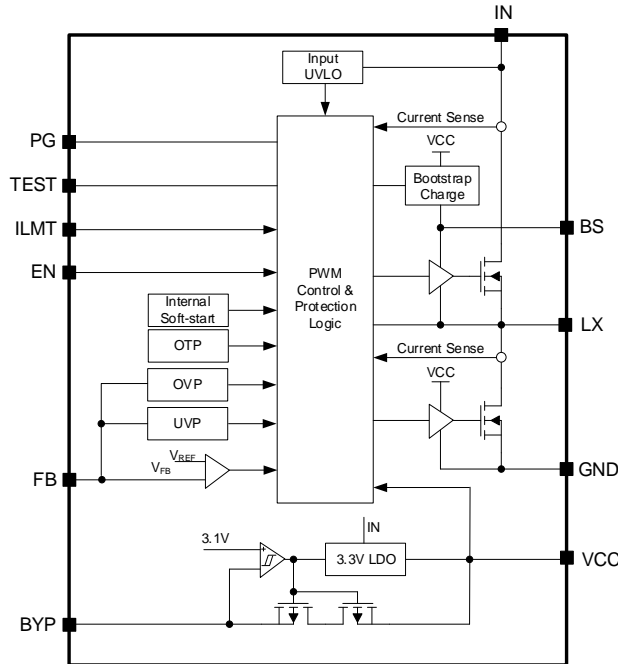 IN
Input
UVLO
Current Sense
PG
VCC
TEST
Bootstrap
Charge
ILMT
BS
EN
PWM
Control &
Protection
Logic
Internal
Soft-start
LX
OTP
Current Sense
OVP
VCC
UVP
VREF
VFB
FB
GND
IN
3.1V
3.3V LDO
VCC
BYP